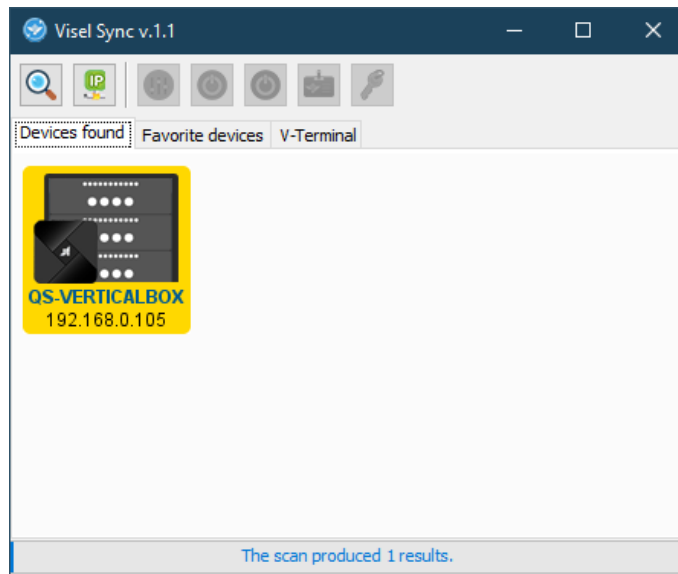 Visel Sync v.1.1
IP
Devices found
Favorite devices
V-Terminal
QS-VERTICALBOX
192.168.0.105
The scan produced 1 results.